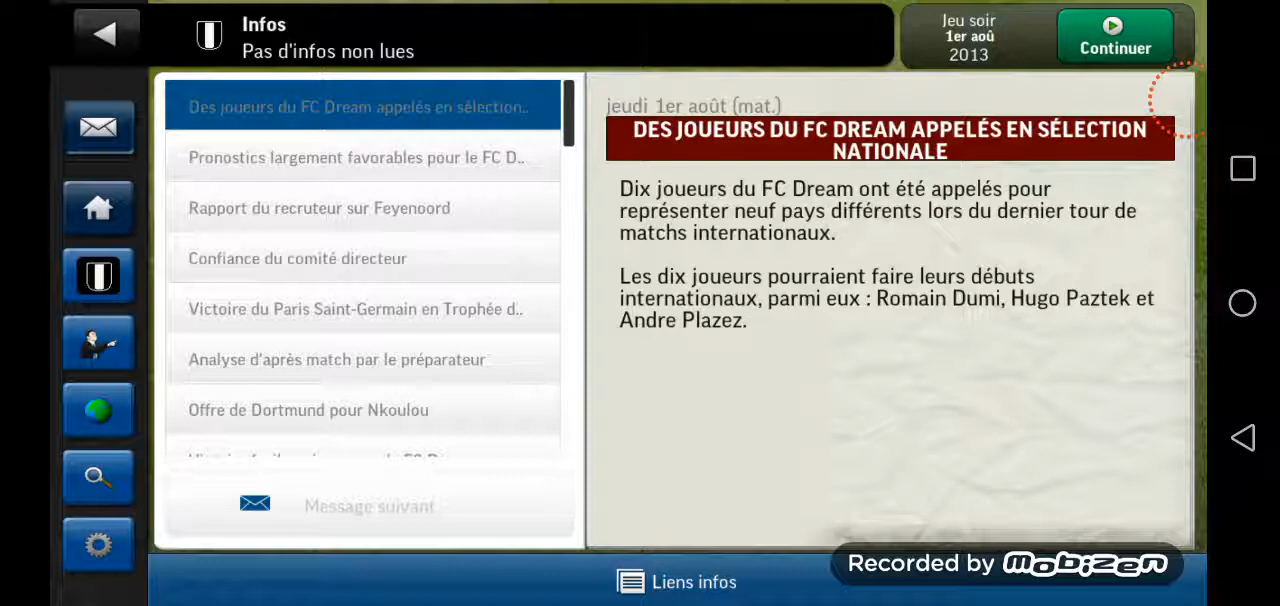 Infos
Pas d'infos non lues
Jeu soir
1er aoû
2013
Continuer
Des joueurs du FC Dream appelés en sélection..
Pronostics largement favorables pour le FC D..
Rapport du recruteur sur Feyenoord
Confiance du comité directeur
Victoire du Paris Saint-Germain en Trophée d..
Analyse d'après match par le préparateur
Offre de Dortmund pour Nkoulou
Message suivant
jeudi 1er août (mat.)
DES JOUEURS DU FC DREAM APPELÉS EN SÉLECTION
NATIONALE
Dix joueurs du FC Dream ont été appelés pour
représenter neuf pays différents lors du dernier tour de
matchs internationaux.
Les dix joueurs pourraient faire leurs débuts
internationaux, parmi eux : Romain Dumi, Hugo Paztek et
Andre Plazez.
Recorded by mobizen
Liens infos